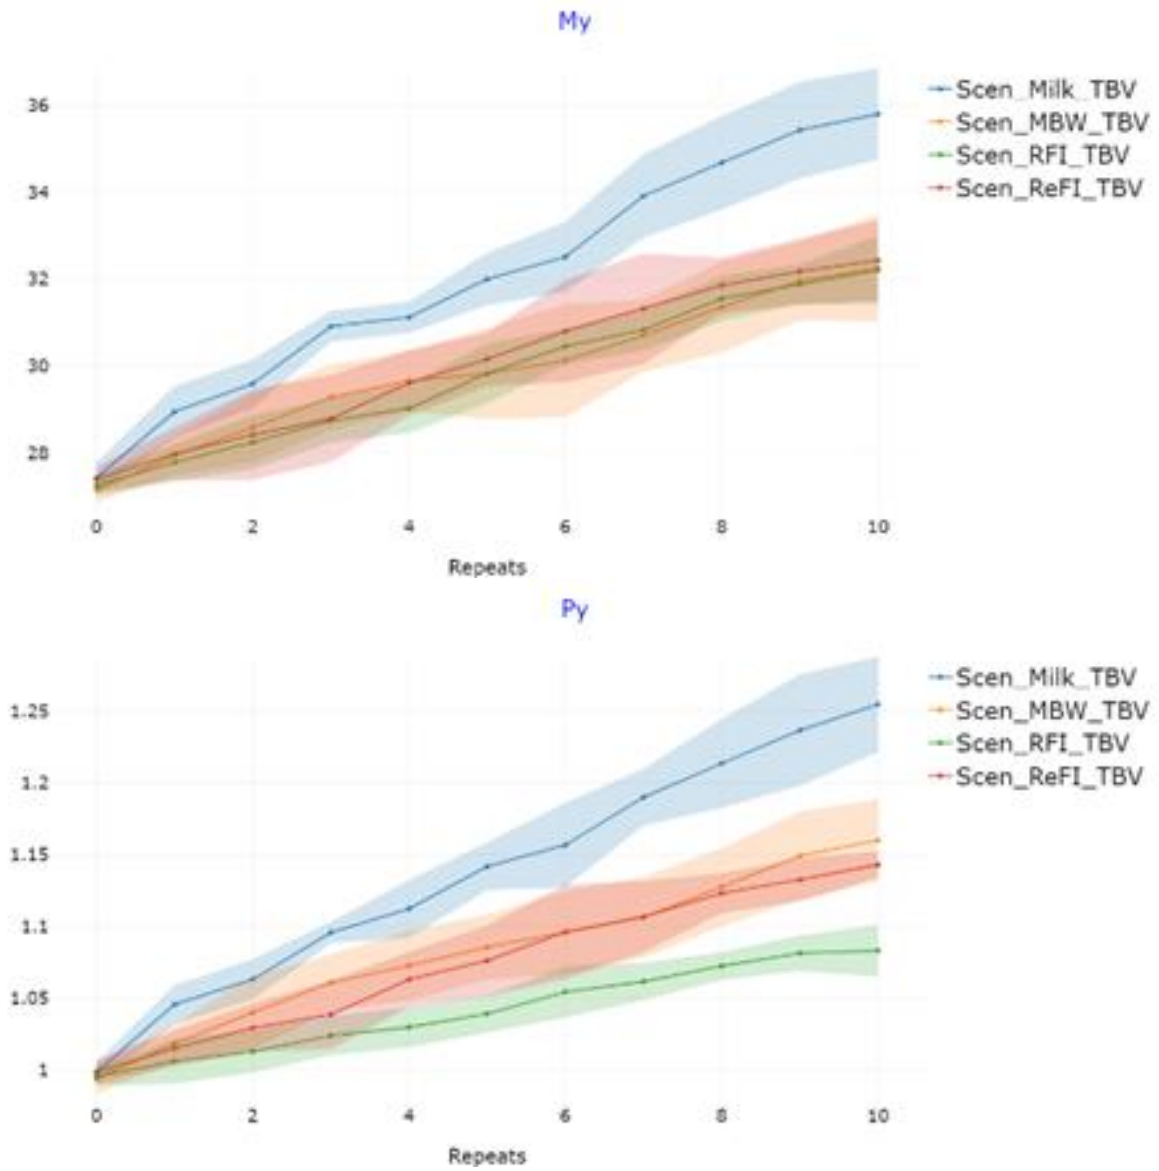 My
36
34
32
30
28
0 2 4 6 8 10
Repeats
Scen_Milk_TBV
Scen_MBW_TBV
Scen_RFI_TBV
Scen_ReFI_TBV
Py
1.25
1.2
1.15
1.1
1.05
1
0 2 4 6 8 10
Repeats
Scen_Milk_TBV
Scen_MBW_TBV
Scen_RFI_TBV
Scen_ReFI_TBV